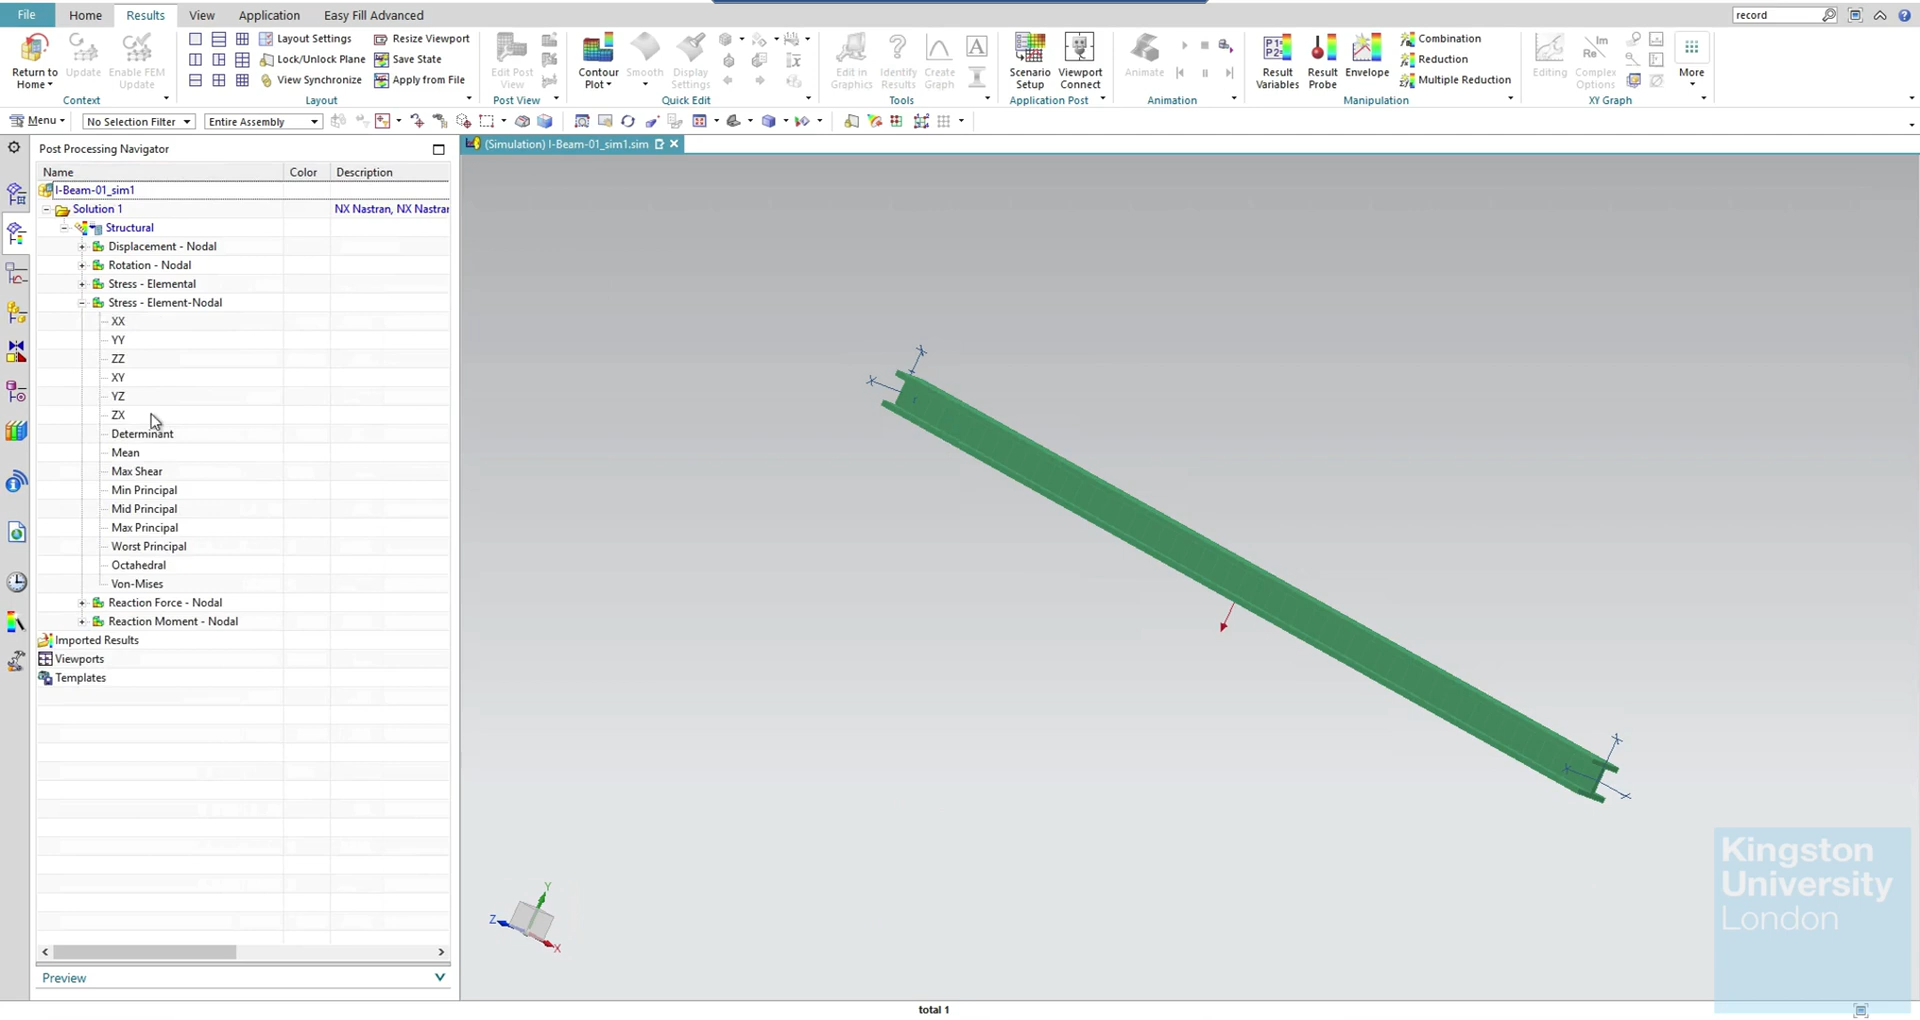 File Home Results View Application Easy Fill Advanced record
Return to Home Update Enable FEM Update Context
Layout Settings Resize Viewport
Lock/Unlock Plane Save State
View Synchronize Apply from File
Layout
Edit Post View Post View
Contour Plot Smooth Display Settings Quick Edit
Edit in Graphics Identify Results Create Graph Tools
Scenario Setup Viewport Connect Application Post
Animate Animation
Result Variables Result Probe Envelope
Combination
Reduction
Multiple Reduction
Manipulation
Editing Complex Options XY Graph
More
Menu No Selection Filter Entire Assembly
Post Processing Navigator
(Simulation) I-Beam-01_sim1.sim
Name Color Description
I-Beam-01_sim1
Solution 1 NX Nastran, NX Nastran
Structural
Displacement - Nodal
Rotation - Nodal
Stress - Elemental
Stress - Element-Nodal
XX
YY
ZZ
XY
YZ
ZX
Determinant
Mean
Max Shear
Min Principal
Mid Principal
Max Principal
Worst Principal
Octahedral
Von-Mises
Reaction Force - Nodal
Reaction Moment - Nodal
Imported Results
Viewports
Templates
Preview
Y
Z
X
Kingston
University
London
total 1